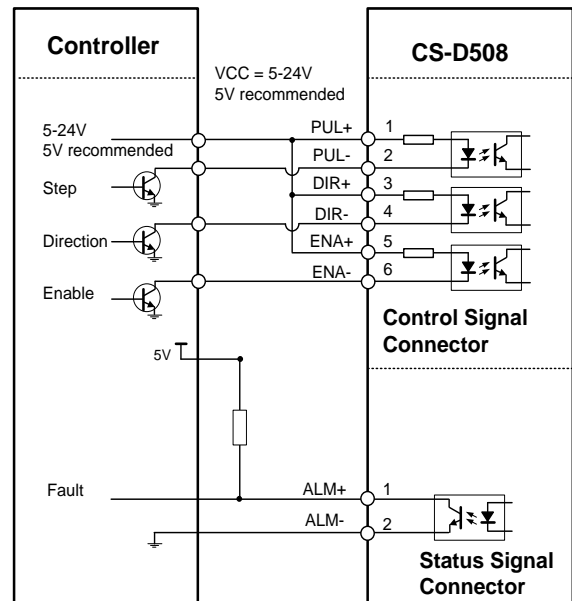 Controller
CS-D508
VCC = 5-24V
5V recommended
5-24V
5V recommended
PUL+ 1
PUL- 2
Step
DIR+ 3
DIR- 4
Direction
ENA+ 5
ENA- 6
Enable
Control Signal
Connector
5V
Fault
ALM+ 1
ALM- 2
Status Signal
Connector